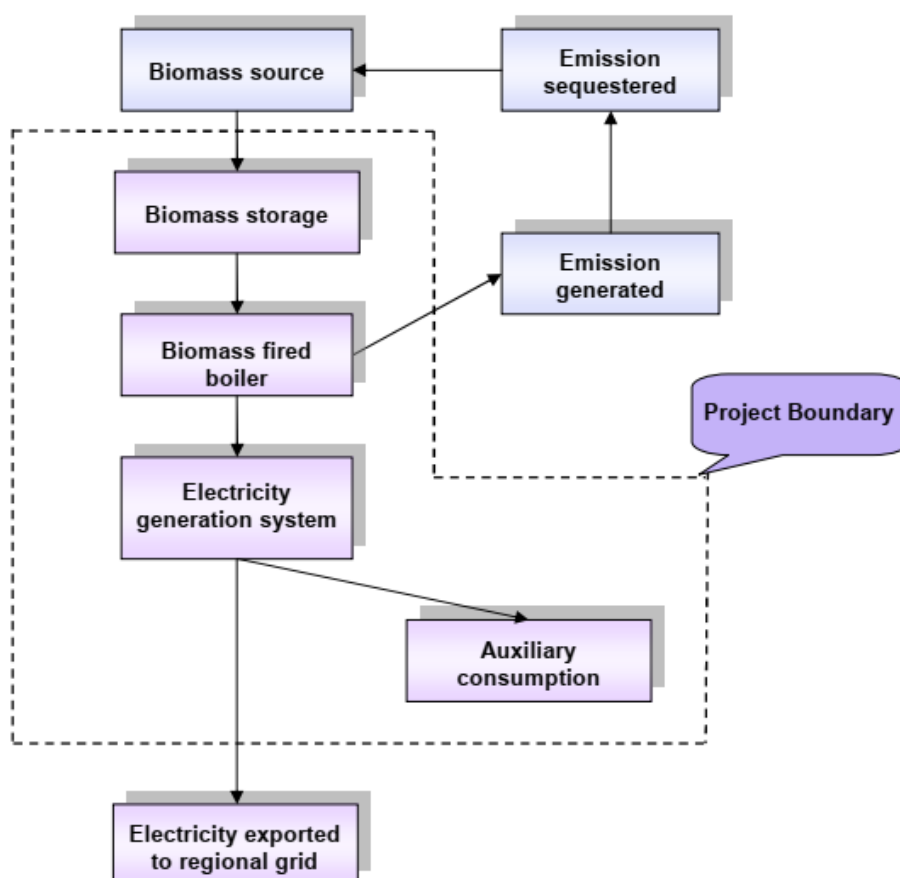 Biomass source
Emission
sequestered
Biomass storage
Emission
generated
Biomass fired
boiler
Project Boundary
Electricity
generation system
Auxiliary
consumption
Electricity exported
to regional grid